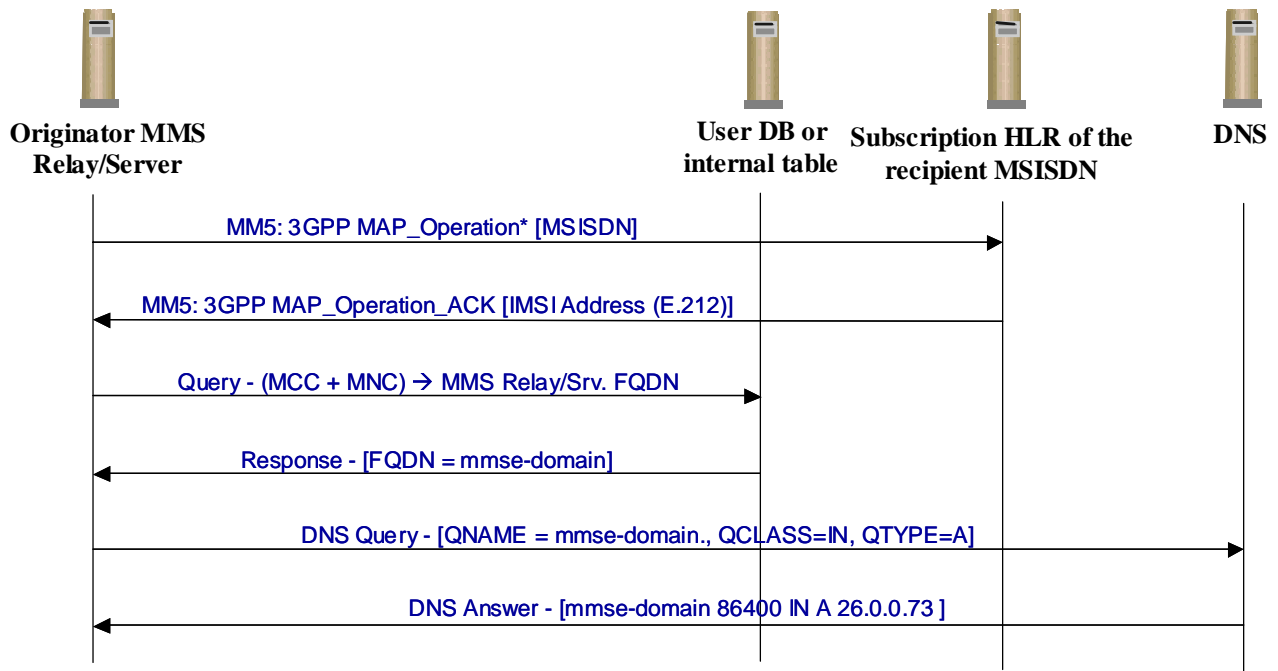 Originator MMS
Relay/Server
User DB or
internal table
Subscription HLR of the
recipient MSISDN
DNS
MM5: 3GPP MAP_Operation* [MSISDN]
MM5: 3GPP MAP_Operation_ACK [IMSI Address (E.212)]
Query - (MCC + MNC) → MMS Relay/Srv. FQDN
Response - [FQDN = mmse-domain]
DNS Query - [QNAME = mmse-domain., QCLASS=IN, QTYPE=A]
DNS Answer - [mmse-domain 86400 IN A 26.0.0.73 ]